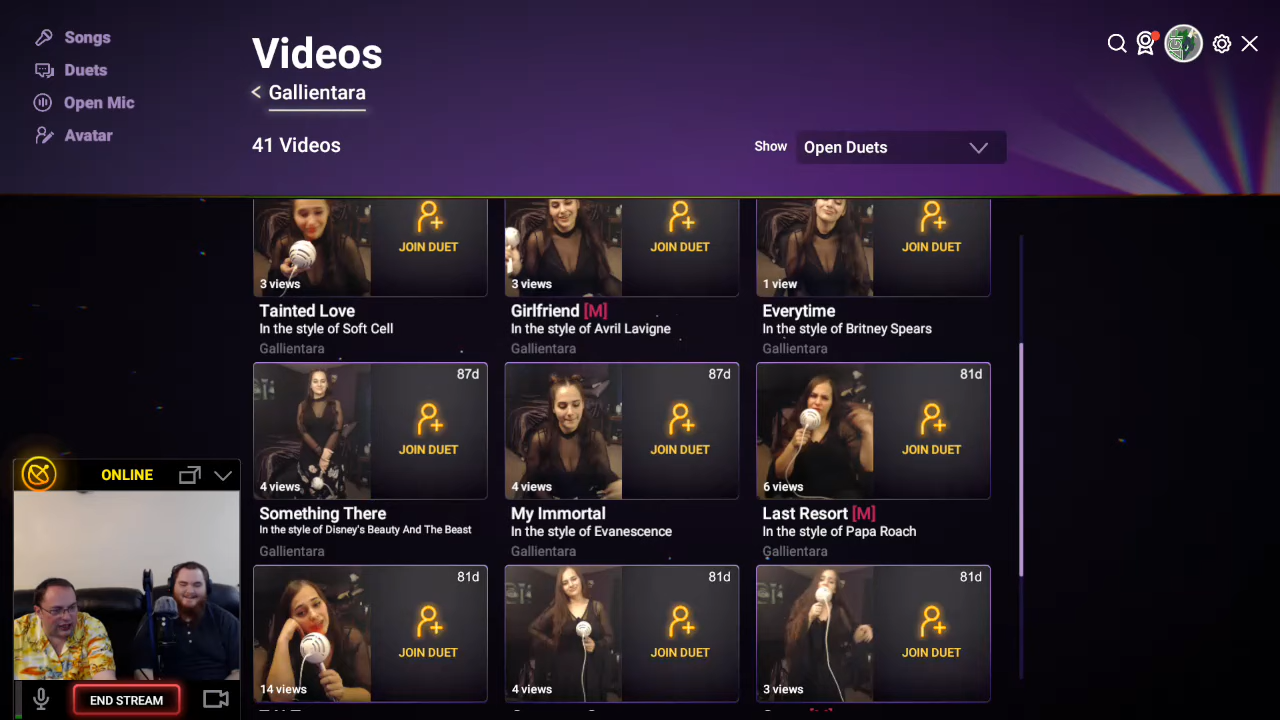 Songs
Duets
Open Mic
Avatar
Videos
< Gallientara
41 Videos
Show
Open Duets
JOIN DUET
3 views
JOIN DUET
3 views
JOIN DUET
1 view
Tainted Love
In the style of Soft Cell
Gallientara
Girlfriend [M]
In the style of Avril Lavigne
Gallientara
Everytime
In the style of Britney Spears
Gallientara
87d
JOIN DUET
4 views
87d
JOIN DUET
4 views
81d
JOIN DUET
6 views
Something There
In the style of Disney's Beauty And The Beast
Gallientara
My Immortal
In the style of Evanescence
Gallientara
Last Resort [M]
In the style of Papa Roach
Gallientara
81d
JOIN DUET
14 views
81d
JOIN DUET
4 views
81d
JOIN DUET
3 views
ONLINE
END STREAM